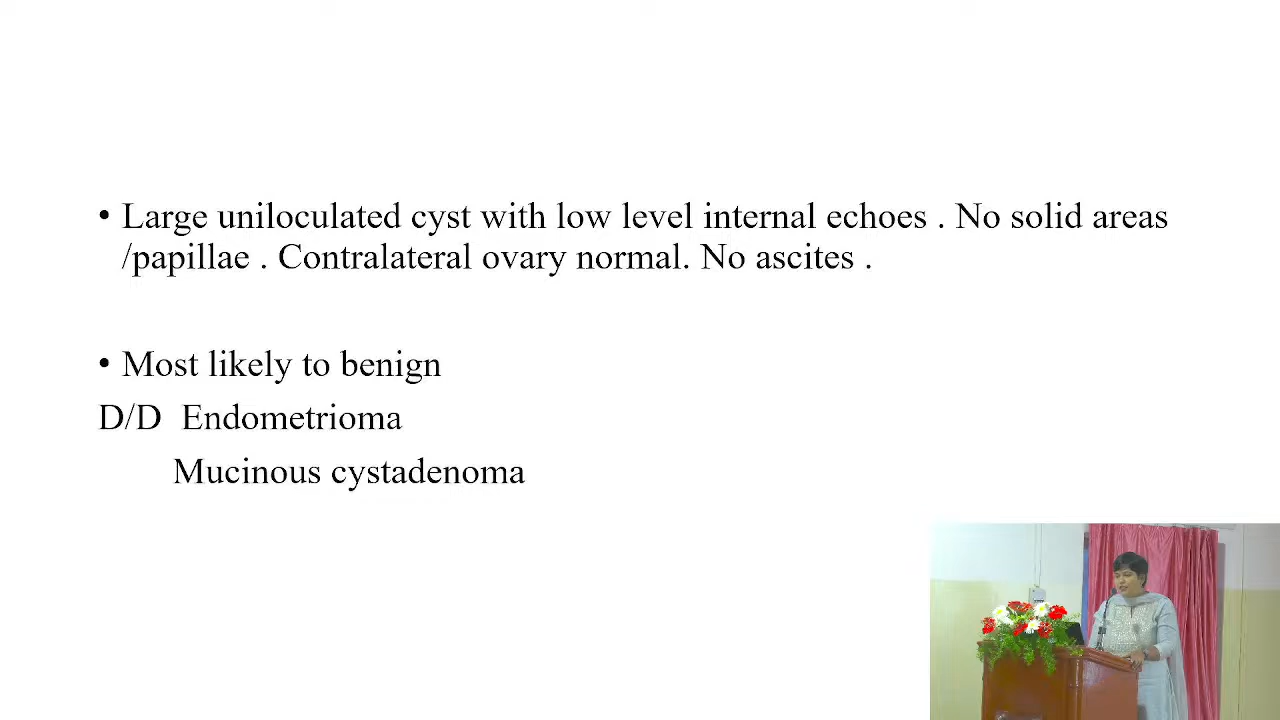 • Large uniloculated cyst with low level internal echoes . No solid areas
/papillae . Contralateral ovary normal. No ascites .
• Most likely to benign
D/D Endometrioma
Mucinous cystadenoma